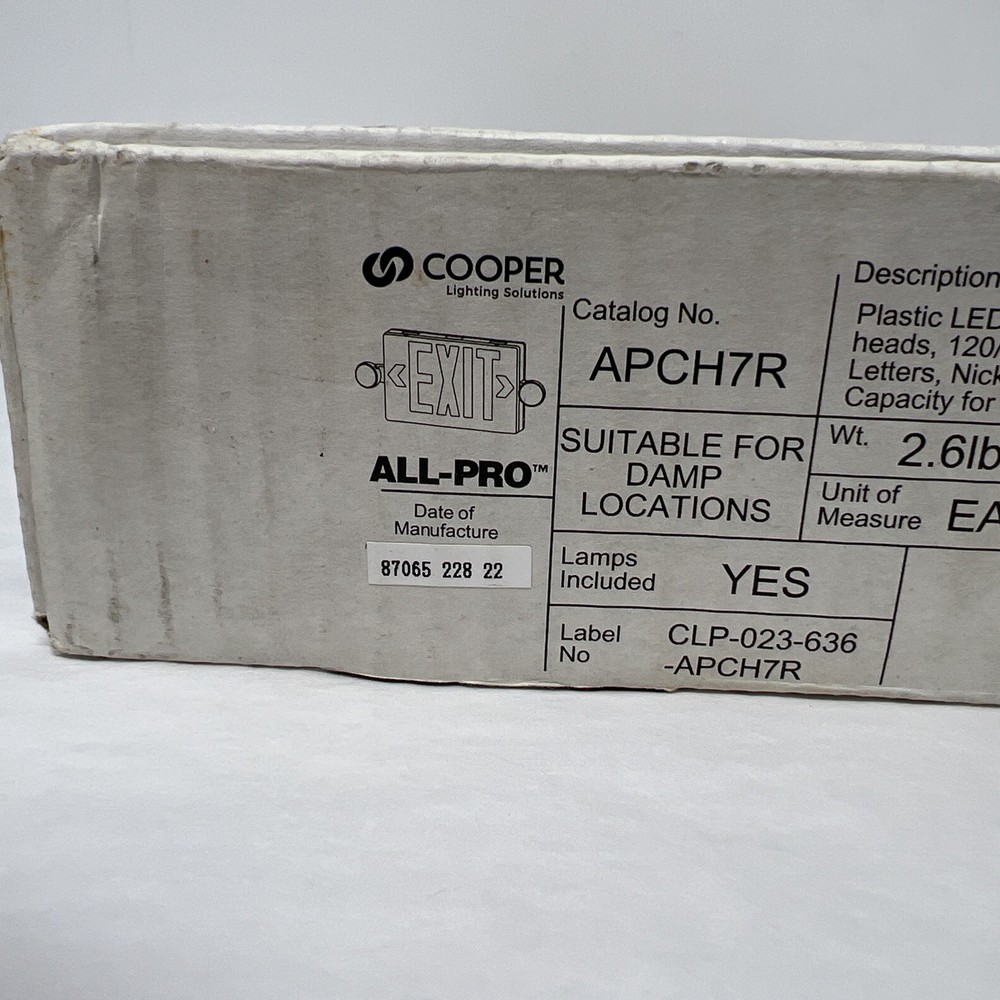 COOPER
Lighting Solutions
EXIT
ALL-PRO™
Date of
Manufacture
87065 228 22
Catalog No.
APCH7R
SUITABLE FOR
DAMP
LOCATIONS
Lamps
Included
YES
Label
No
CLP-023-636
-APCH7R
Description
Plastic LED
heads, 120/
Letters, Nick
Capacity for
Wt.
2.6lb
Unit of
Measure
EA